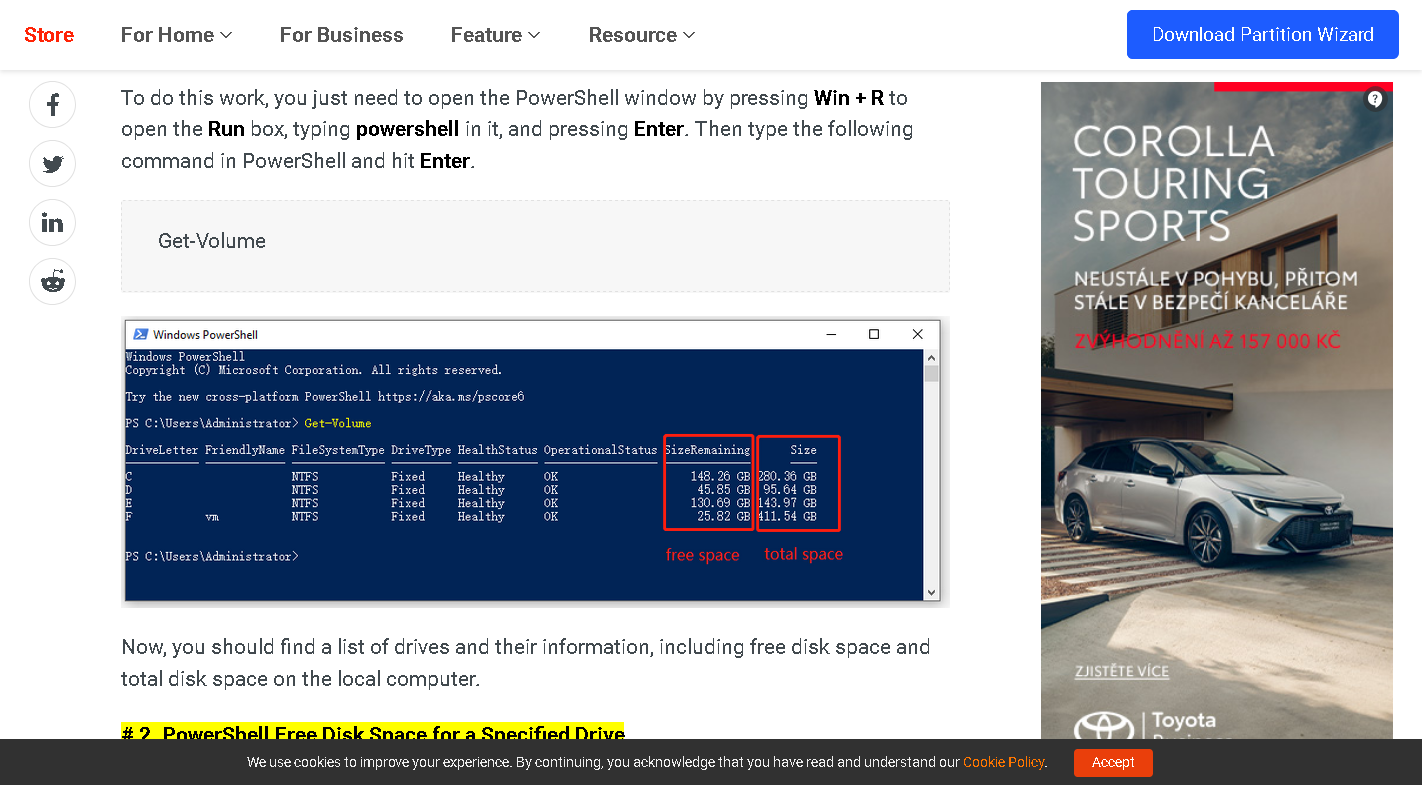 Store For Home For Business Feature Resource Download Partition Wizard
To do this work, you just need to open the PowerShell window by pressing Win + R to
open the Run box, typing powershell in it, and pressing Enter. Then type the following
command in PowerShell and hit Enter.
Get-Volume
Windows PowerShell
Windows PowerShell
Copyright (C) Microsoft Corporation. All rights reserved.
Try the new cross-platform PowerShell https://aka.ms/pscore6
PS C:\Users\Administrator> Get-Volume
DriveLetter FriendlyName FileSystemType DriveType HealthStatus OperationalStatus SizeRemaining Size
C NTFS Fixed Healthy OK 148.26 GB 280.36 GB
D NTFS Fixed Healthy OK 45.85 GB 95.64 GB
E NTFS Fixed Healthy OK 130.69 GB 143.97 GB
F vm NTFS Fixed Healthy OK 25.82 GB 411.54 GB
free space total space
PS C:\Users\Administrator>
Now, you should find a list of drives and their information, including free disk space and
total disk space on the local computer.
# 2. PowerShell Free Disk Space for a Specified Drive
COROLLA
TOURING
SPORTS
NEUSTÁLE V POHYBU, PŘITOM
STÁLE V BEZPEČÍ KANCELÁŘE
ZVÝHODNĚNÍ AŽ 157 000 KČ
ZJISTĚTE VÍCE
Toyota
We use cookies to improve your experience. By continuing, you acknowledge that you have read and understand our Cookie Policy. Accept